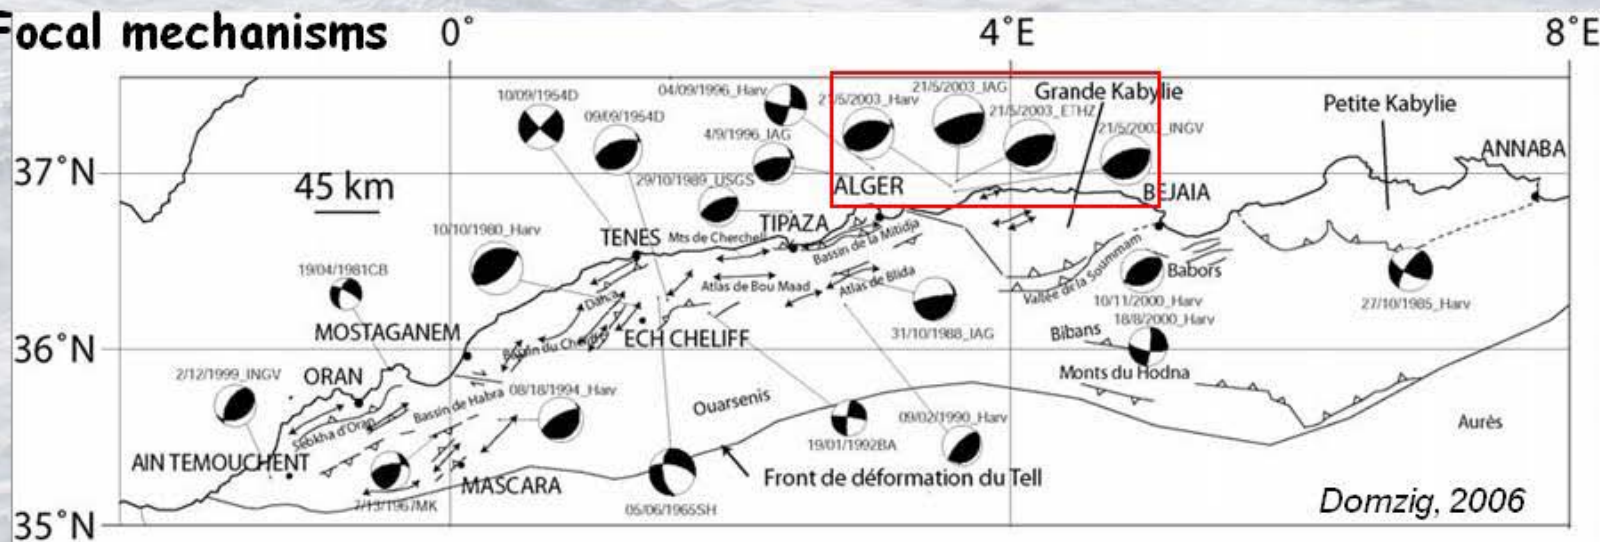 Focal mechanisms
0°
4°E
8°E
10/09/1954D
09/09/1954D
04/09/1996_Harv
4/9/1996_IAG
29/10/1989_USGS
21/5/2003_Harv
21/5/2003_IAG
21/5/2003_ETHZ
21/5/2003_INGV
Grande Kabylie
Petite Kabylie
ANNABA
37°N
45 km
ALGER
BEJAIA
TIPAZA
TENES
Mts de Cherchell
Bassin de la Mitidja
10/10/1980_Harv
19/04/1981CB
Dahra
Atlas de Bou Maad
Atlas de Blida
Vallée de la Soummam
Babors
10/11/2000_Harv
18/8/2000_Harv
27/10/1985_Harv
31/10/1988_IAG
MOSTAGANEM
ECH CHELIFF
Bassin du Cheliff
Bibans
36°N
Monts du Hodna
2/12/1999_INGV
ORAN
08/18/1994_Harv
Bassin de Habra
Sebkha d'Oran
Ouarsenis
09/02/1990_Harv
19/01/1992BA
Aurès
AIN TEMOUCHENT
MASCARA
Front de déformation du Tell
7/13/1967MK
05/06/1965SH
Domzig, 2006
35°N